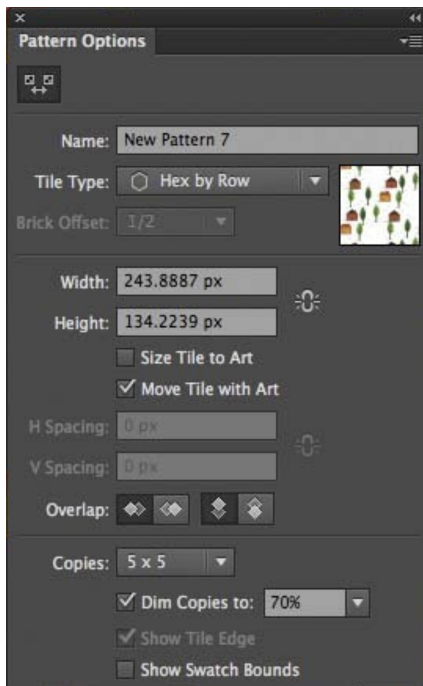 Pattern Options
Name: New Pattern 7
Tile Type: Hex by Row
Brick Offset: 1/2
Width: 243.8887 px
Height: 134.2239 px
Size Tile to Art
Move Tile with Art
H Spacing: 0 px
V Spacing: 0 px
Overlap:
Copies: 5 x 5
Dim Copies to: 70%
Show Tile Edge
Show Swatch Bounds